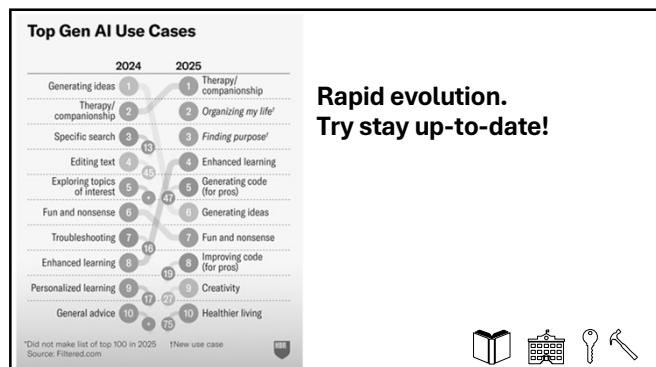 Top Gen AI Use Cases
2024 2025
Generating ideas 1 1 Therapy/
companionship
Therapy/
companionship 2 2 Organizing my life†
Specific search 3 3 Finding purpose†
13
Editing text 4 4 Enhanced learning
45
Exploring topics
of interest 5 5 Generating code
(for pros)
* 47
Fun and nonsense 6 6 Generating ideas
Troubleshooting 7 7 Fun and nonsense
16
Enhanced learning 8 8 Improving code
(for pros)
19
Personalized learning 9 9 Creativity
17 27
General advice 10 10 Healthier living
* 75
*Did not make list of top 100 in 2025 †New use case
Source: Filtered.com
HBR
Rapid evolution.
Try stay up-to-date!